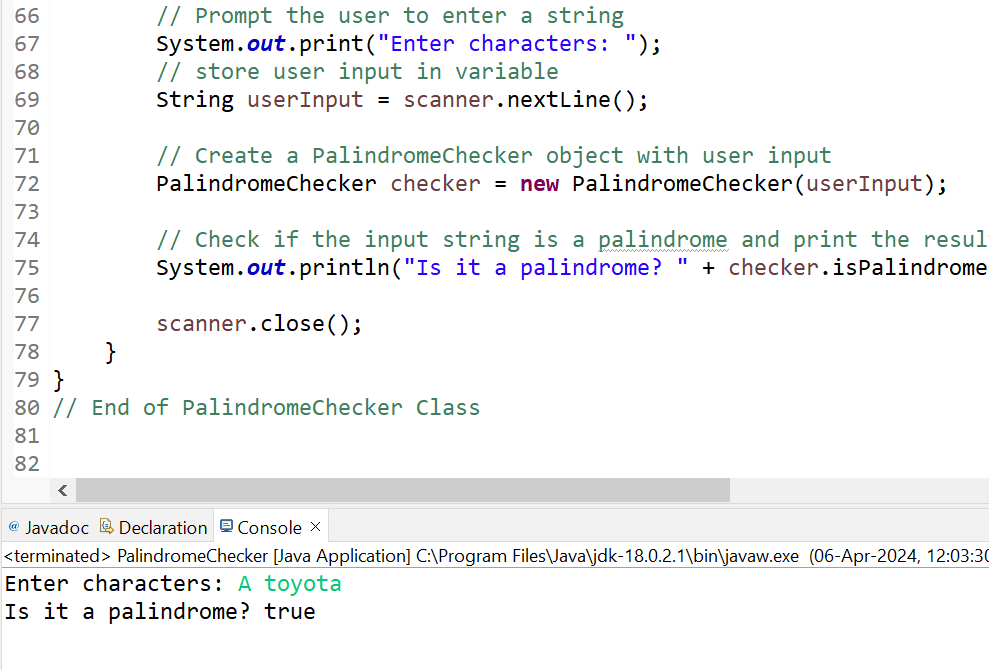 66 // Prompt the user to enter a string
67 System.out.print("Enter characters: ");
68 // store user input in variable
69 String userInput = scanner.nextLine();
70
71 // Create a PalindromeChecker object with user input
72 PalindromeChecker checker = new PalindromeChecker(userInput);
73
74 // Check if the input string is a palindrome and print the resul
75 System.out.println("Is it a palindrome? " + checker.isPalindrome
76
77 scanner.close();
78 }
79 }
80 // End of PalindromeChecker Class
81
82
@ Javadoc Declaration Console
<terminated> PalindromeChecker [Java Application] C:\Program Files\Java\jdk-18.0.2.1\bin\javaw.exe (06-Apr-2024, 12:03:30
Enter characters: A toyota
Is it a palindrome? true